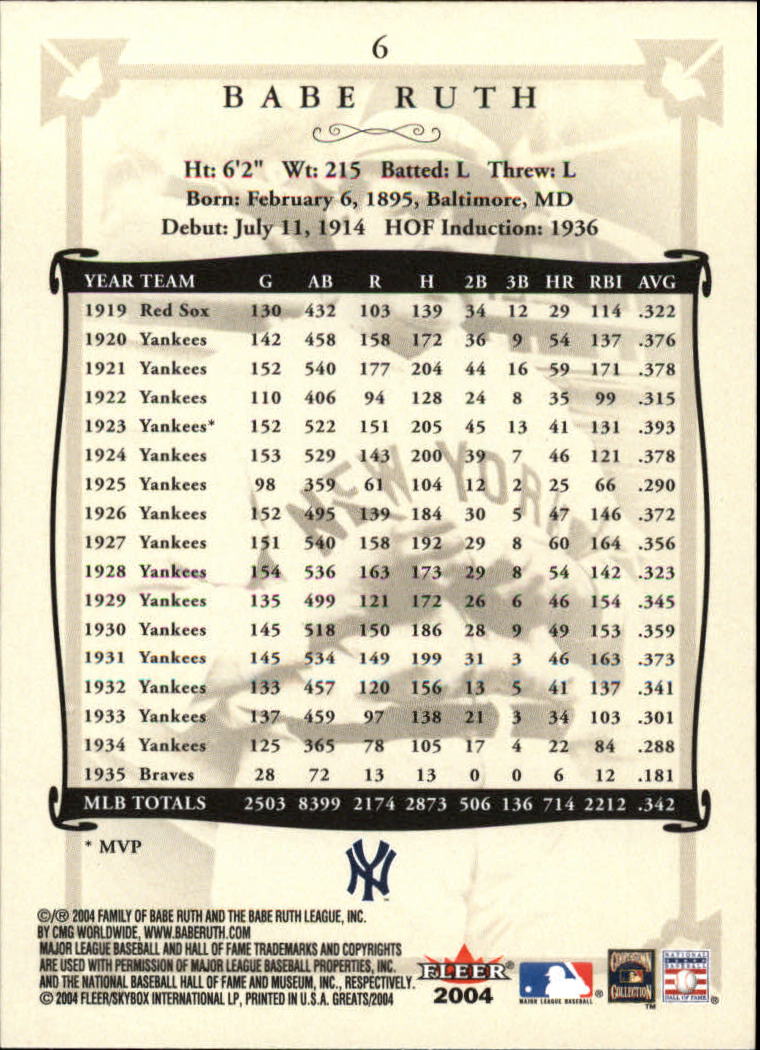 6
BABE RUTH
Ht: 6'2" Wt: 215 Batted: L Threw: L
Born: February 6, 1895, Baltimore, MD
Debut: July 11, 1914 HOF Induction: 1936
YEAR TEAM G AB R H 2B 3B HR RBI AVG
1919 Red Sox 130 432 103 139 34 12 29 114 .322
1920 Yankees 142 458 158 172 36 9 54 137 .376
1921 Yankees 152 540 177 204 44 16 59 171 .378
1922 Yankees 110 406 94 128 24 8 35 99 .315
1923 Yankees* 152 522 151 205 45 13 41 131 .393
1924 Yankees 153 529 143 200 39 7 46 121 .378
1925 Yankees 98 359 61 104 12 2 25 66 .290
1926 Yankees 152 495 139 184 30 5 47 146 .372
1927 Yankees 151 540 158 192 29 8 60 164 .356
1928 Yankees 154 536 163 173 29 8 54 142 .323
1929 Yankees 135 499 121 172 26 6 46 154 .345
1930 Yankees 145 518 150 186 28 9 49 153 .359
1931 Yankees 145 534 149 199 31 3 46 163 .373
1932 Yankees 133 457 120 156 13 5 41 137 .341
1933 Yankees 137 459 97 138 21 3 34 103 .301
1934 Yankees 125 365 78 105 17 4 22 84 .288
1935 Braves 28 72 13 13 0 0 6 12 .181
MLB TOTALS 2503 8399 2174 2873 506 136 714 2212 .342
NEW YORK
* MVP
NY
©/® 2004 FAMILY OF BABE RUTH AND THE BABE RUTH LEAGUE, INC.
BY CMG WORLDWIDE, WWW.BABERUTH.COM
MAJOR LEAGUE BASEBALL AND HALL OF FAME TRADEMARKS AND COPYRIGHTS
ARE USED WITH PERMISSION OF MAJOR LEAGUE BASEBALL PROPERTIES, INC.
AND THE NATIONAL BASEBALL HALL OF FAME AND MUSEUM, INC., RESPECTIVELY.
© 2004 FLEER/SKYBOX INTERNATIONAL LP, PRINTED IN U.S.A. GREATS/2004
FLEER®
2004
MAJOR LEAGUE BASEBALL ®
COOPERSTOWN
COLLECTION
TM
NATIONAL
BASEBALL
HALL OF FAME
®